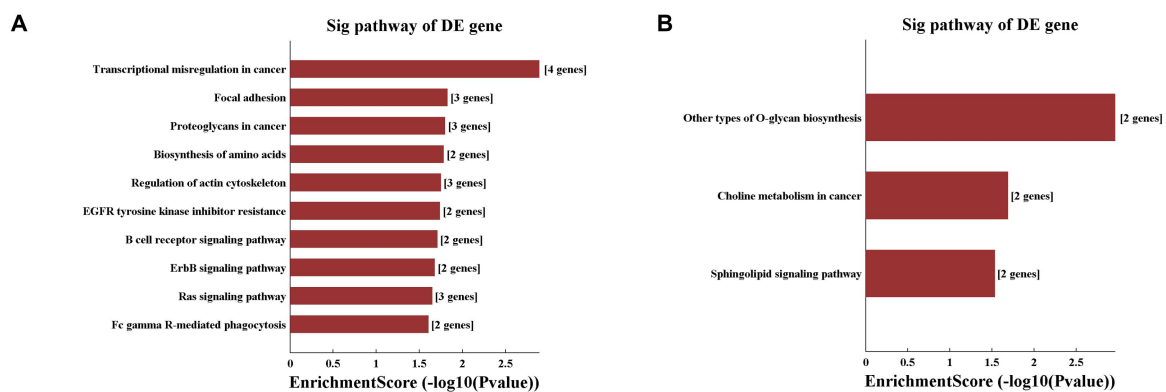 A
Sig pathway of DE gene
Transcriptional misregulation in cancer [4 genes]
Focal adhesion [3 genes]
Proteoglycans in cancer [3 genes]
Biosynthesis of amino acids [2 genes]
Regulation of actin cytoskeleton [3 genes]
EGFR tyrosine kinase inhibitor resistance [2 genes]
B cell receptor signaling pathway [2 genes]
ErbB signaling pathway [2 genes]
Ras signaling pathway [3 genes]
Fc gamma R-mediated phagocytosis [2 genes]
0 0.5 1 1.5 2 2.5
EnrichmentScore (-log10(Pvalue))
B
Sig pathway of DE gene
Other types of O-glycan biosynthesis [2 genes]
Choline metabolism in cancer [2 genes]
Sphingolipid signaling pathway [2 genes]
0 0.5 1 1.5 2 2.5
EnrichmentScore (-log10(Pvalue))